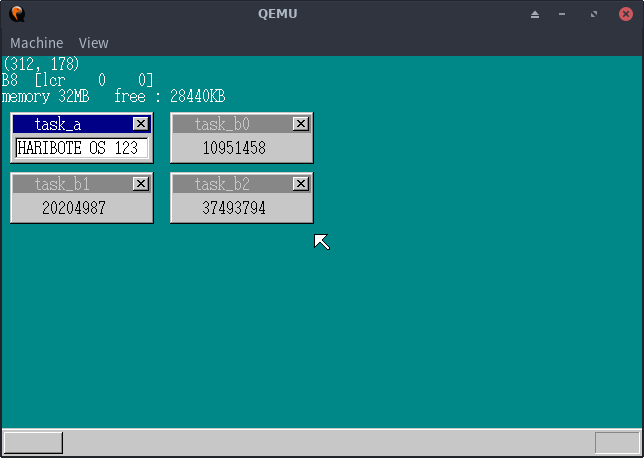 QEMU
Machine View
(312, 178)
B8 [lcr 0 0]
memory 32MB free : 28440KB
task_a
HARIBOTE OS 123
task_b0
10951458
task_b1
20204987
task_b2
37493794